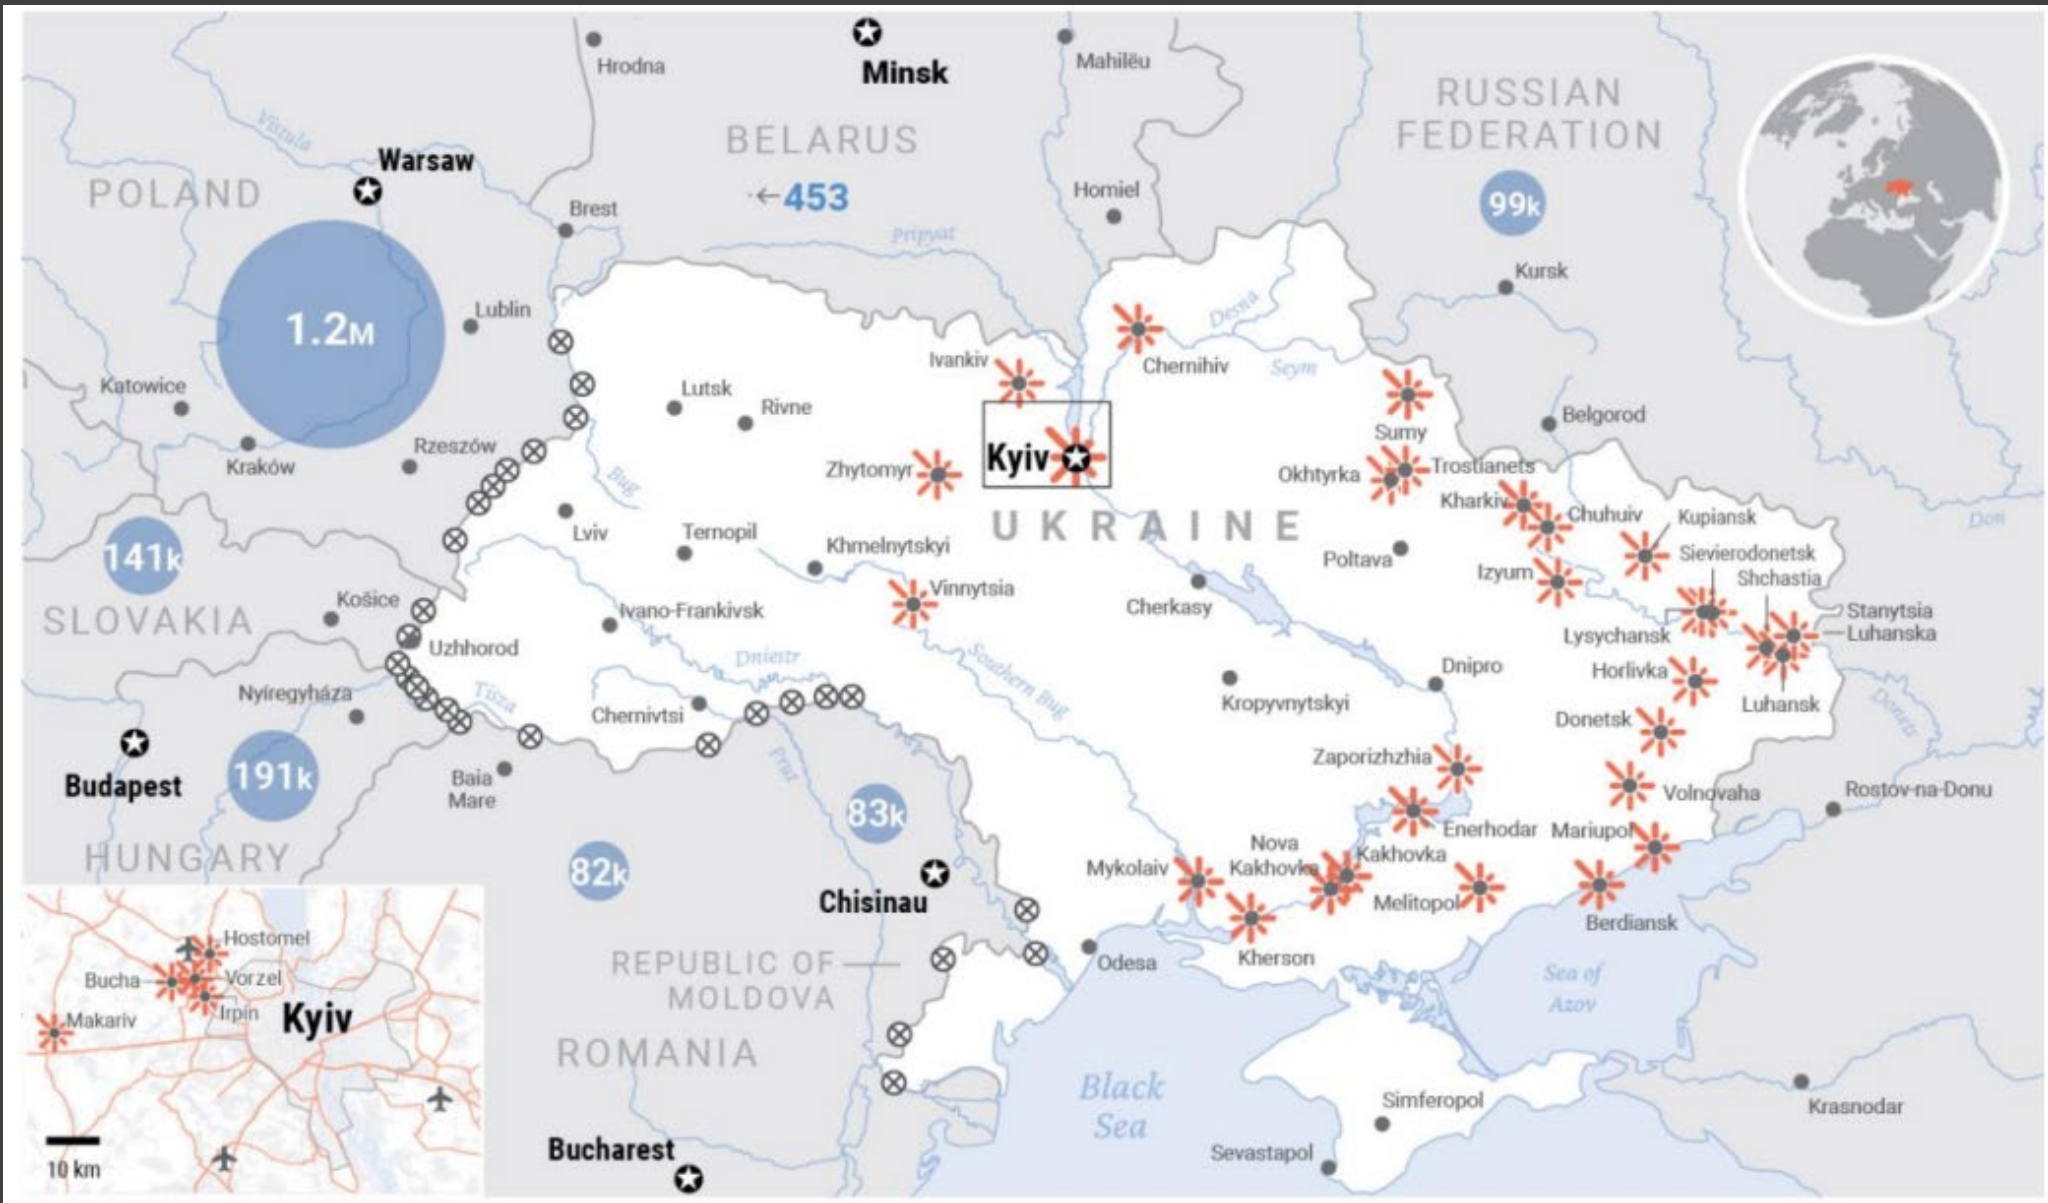 Hrodna
Minsk
Mahilëu
RUSSIAN
FEDERATION
Vistula
Warsaw
BELARUS
POLAND
←453
Homiel
99k
Brest
Pripyat
Kursk
Lublin
1.2M
Desna
Ivankiv
Chernihiv
Seym
Katowice
Lutsk
Rivne
Belgorod
Sumy
Rzeszów
Kraków
Kyiv
Zhytomyr
Okhtyrka
Trostianets
Bug
Kharkiv
Chuhuiv
Kupiansk
Don
UKRAINE
Lviv
Ternopil
Khmelnytskyi
Poltava
Sievierodonetsk
141k
Izyum
Shchastia
Vinnytsia
Cherkasy
SLOVAKIA
Košice
Ivano-Frankivsk
Stanytsia
Luhanska
Lysychansk
Uzhhorod
Dniestr
Southern Bug
Dnipro
Horlivka
Nyíregyháza
Tisza
Chernivtsi
Kropyvnytskyi
Luhansk
Donets
Donetsk
Prut
Zaporizhzhia
Budapest
191k
Baia
Mare
Volnovaha
Rostov-na-Donu
83k
Enerhodar
Mariupol
HUNGARY
82k
Nova
Kakhovka
Kakhovka
Mykolaiv
Chisinau
Melitopol
Berdiansk
Kherson
Odesa
REPUBLIC OF
MOLDOVA
Sea of
Azov
Hostomel
Bucha
Vorzel
Irpin
Kyiv
Makariv
ROMANIA
Black
Sea
Simferopol
Krasnodar
Bucharest
Sevastapol
10 km